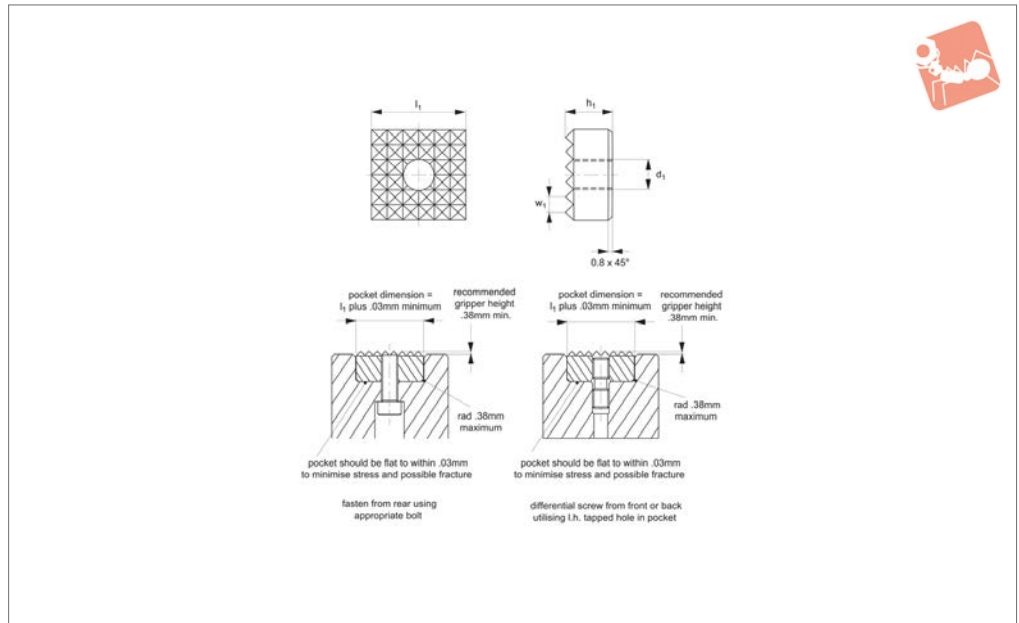 l₁
h₁
d₁
w₁
0.8 x 45°
pocket dimension =
l₁ plus .03mm minimum
recommended
gripper height
.38mm min.
rad .38mm
maximum
pocket should be flat to within .03mm
to minimise stress and possible fracture
fasten from rear using
appropriate bolt
pocket dimension =
l₁ plus .03mm minimum
recommended
gripper height
.38mm min.
rad .38mm
maximum
pocket should be flat to within .03mm
to minimise stress and possible fracture
differential screw from front or back
utilising l.h. tapped hole in pocket